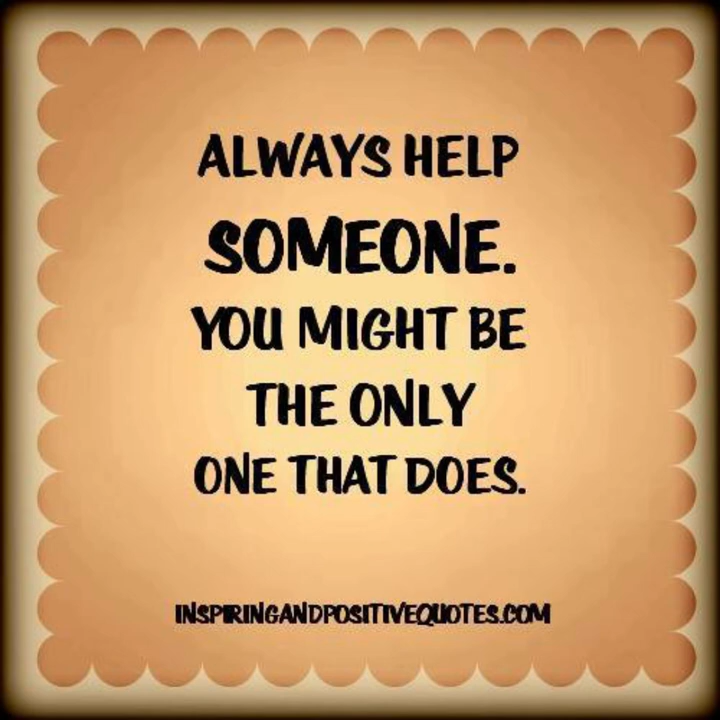 ALWAYS HELP
SOMEONE.
YOU MIGHT BE
THE ONLY
ONE THAT DOES.
INSPIRINGANDPOSITIVEQUOTES.COM